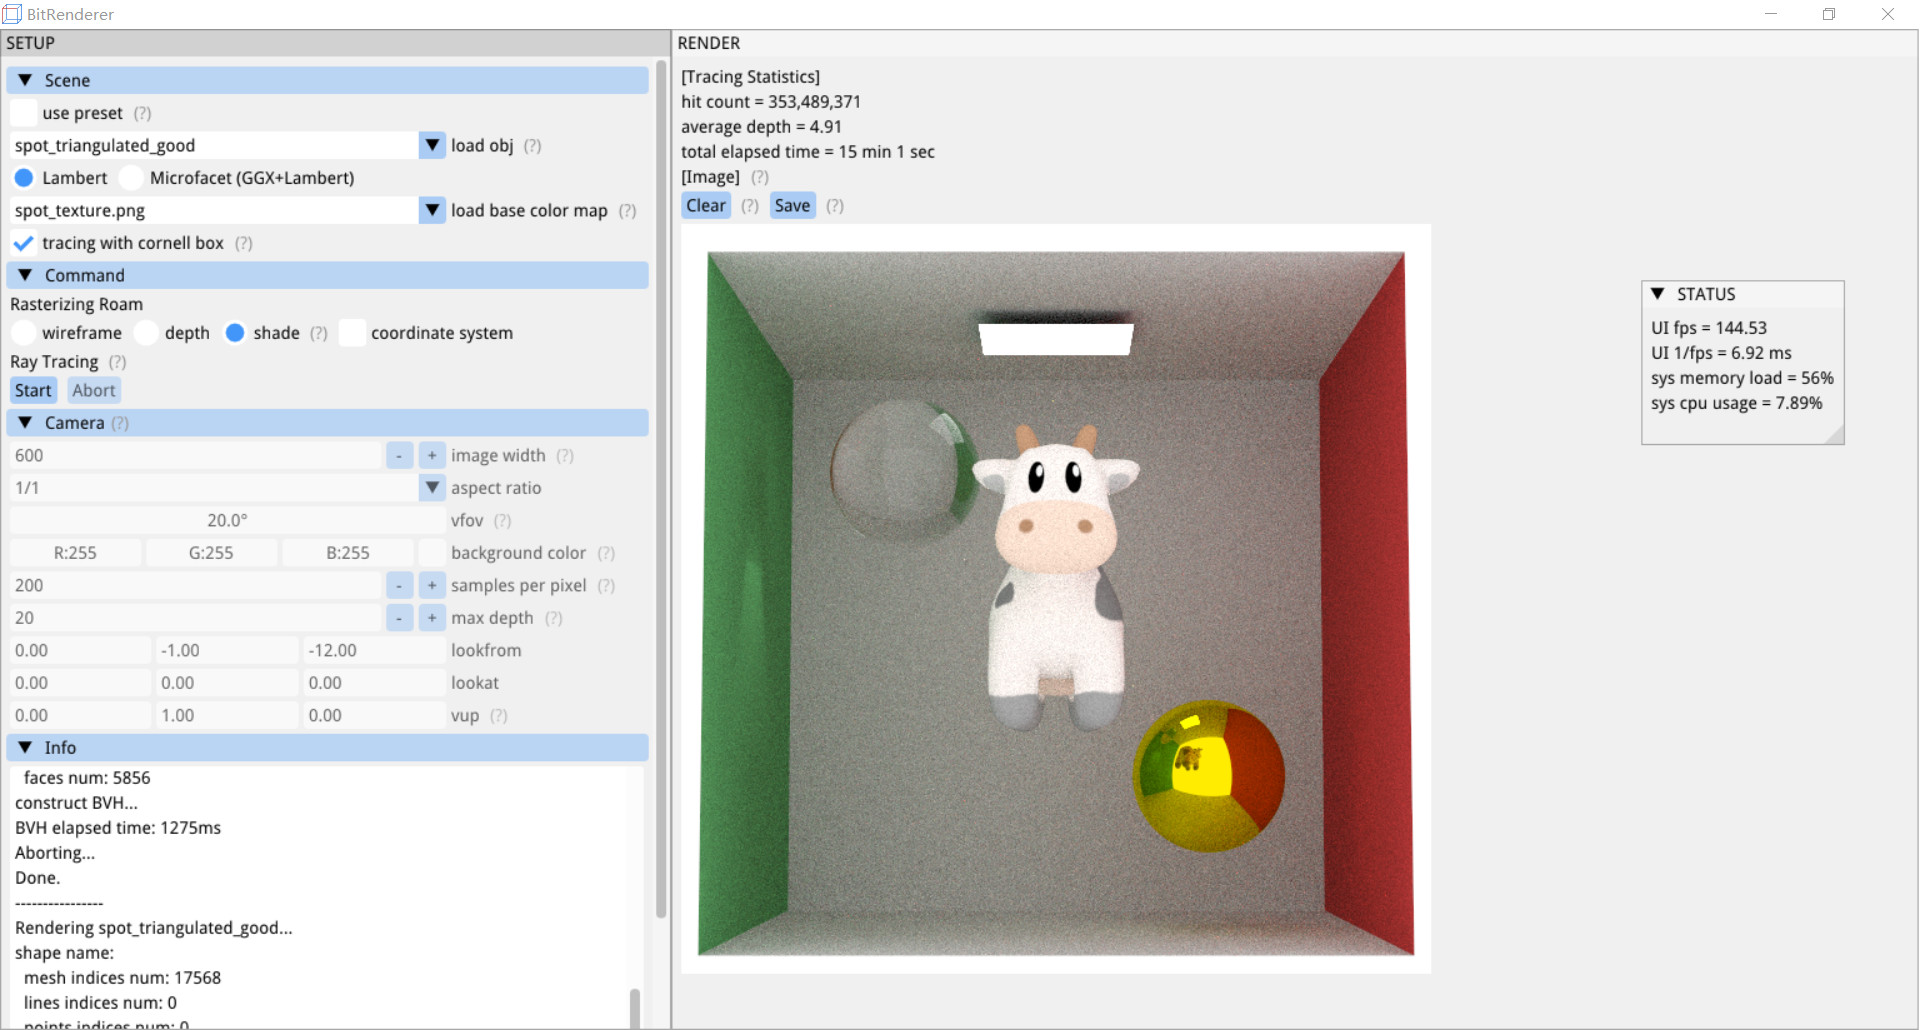 BitRenderer
SETUP
Scene
use preset (?)
spot_triangulated_good load obj (?)
Lambert Microfacet (GGX+Lambert)
spot_texture.png load base color map (?)
tracing with cornell box (?)
Command
Rasterizing Roam
wireframe depth shade (?) coordinate system
Ray Tracing (?)
Start Abort
Camera (?)
600 - + image width (?)
1/1 aspect ratio
20.0° vfov (?)
R:255 G:255 B:255 background color (?)
200 - + samples per pixel (?)
20 - + max depth (?)
0.00 -1.00 -12.00 lookfrom
0.00 0.00 0.00 lookat
0.00 1.00 0.00 vup (?)
Info
faces num: 5856
construct BVH...
BVH elapsed time: 1275ms
Aborting...
Done.
----------------
Rendering spot_triangulated_good...
shape name:
mesh indices num: 17568
lines indices num: 0
points indices num: 0
RENDER
[Tracing Statistics]
hit count = 353,489,371
average depth = 4.91
total elapsed time = 15 min 1 sec
[Image] (?)
Clear (?) Save (?)
STATUS
UI fps = 144.53
UI 1/fps = 6.92 ms
sys memory load = 56%
sys cpu usage = 7.89%